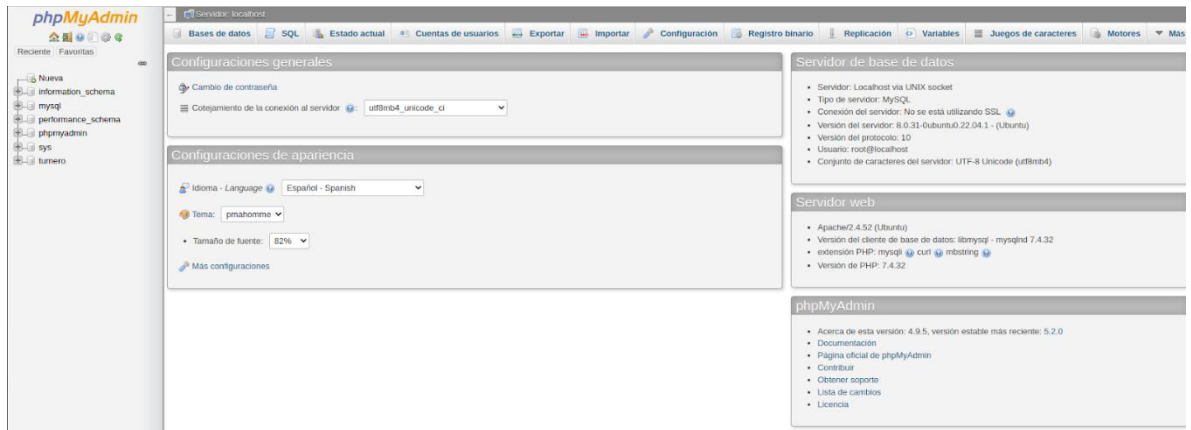 phpMyAdmin
Reciente Favoritas
Nueva
information_schema
mysql
performance_schema
phpmyadmin
sys
turnero
Servidor: localhost
Bases de datos SQL Estado actual Cuentas de usuarios Exportar Importar Configuración Registro binario Replicación Variables Juegos de caracteres Motores Más
Configuraciones generales
Cambio de contraseña
Cotejamiento de la conexión al servidor : utf8mb4_unicode_ci
Configuraciones de apariencia
Idioma - Language Español - Spanish
Tema: pmahomme
• Tamaño de fuente: 82%
Más configuraciones
Servidor de base de datos
• Servidor: Localhost via UNIX socket
• Tipo de servidor: MySQL
• Conexión del servidor: No se está utilizando SSL
• Versión del servidor: 8.0.31-0ubuntu0.22.04.1 - (Ubuntu)
• Versión del protocolo: 10
• Usuario: root@localhost
• Conjunto de caracteres del servidor: UTF-8 Unicode (utf8mb4)
Servidor web
• Apache/2.4.52 (Ubuntu)
• Versión del cliente de base de datos: libmysql - mysqlnd 7.4.32
• extensión PHP: mysqli curl mbstring
• Versión de PHP: 7.4.32
phpMyAdmin
• Acerca de esta versión: 4.9.5, versión estable más reciente: 5.2.0
• Documentación
• Página oficial de phpMyAdmin
• Contribuir
• Obtener soporte
• Lista de cambios
• Licencia